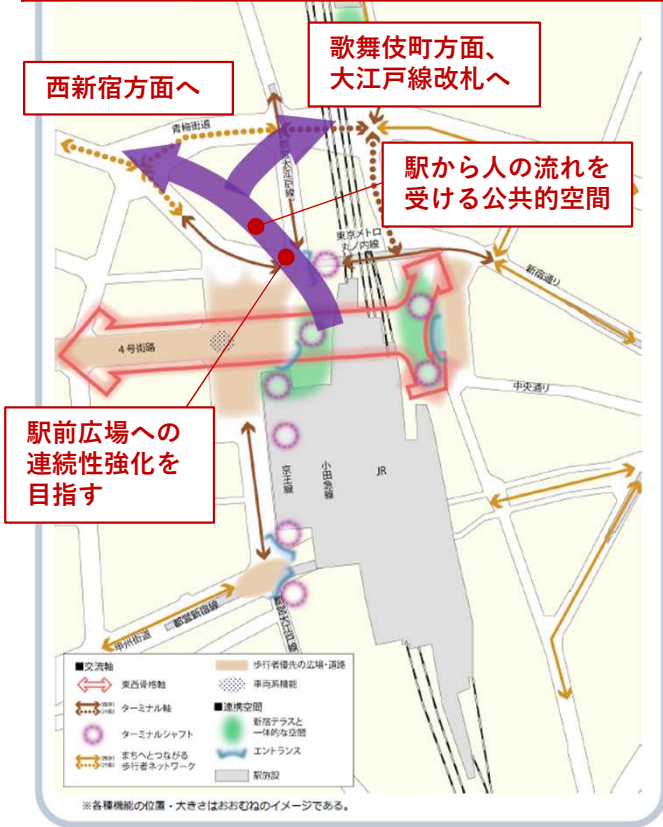 西新宿方面へ
歌舞伎町方面、
大江戸線改札へ
青梅街道
都営大江戸線
駅から人の流れを
受ける公共的空間
東京メトロ
丸ノ内線
新宿通り
4号街路
中央通り
駅前広場への
連続性強化を
目指す
京王線
小田急線
JR
都営新宿線
甲州街道
都営大江戸線
■交流軸
東西骨格軸
ターミナル軸
ターミナルシャフト
まちへとつながる
歩行者ネットワーク
歩行者優先の広場・道路
車両系機能
■連携空間
新宿テラスと
一体的な空間
エントランス
駅施設
※各種機能の位置・大きさはおおむねのイメージである。